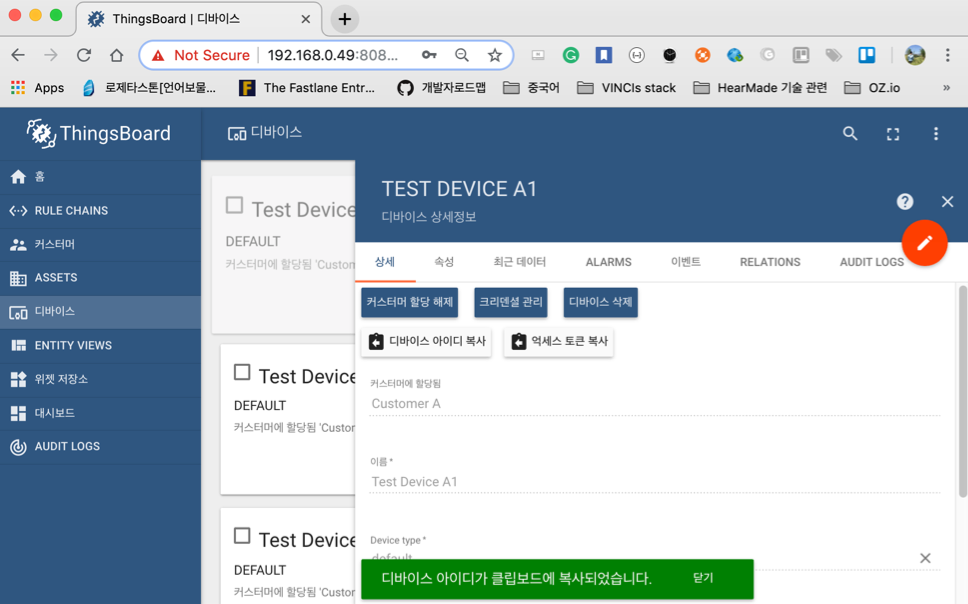 ThingsBoard | 디바이스
Not Secure
192.168.0.49:808...
Apps
로제타스톤[언어보물...
The Fastlane Entr...
개발자로드맵
중국어
VINCIs stack
HearMade 기술 관련
OZ.io
»
ThingsBoard
디바이스
홈
RULE CHAINS
커스터머
ASSETS
디바이스
ENTITY VIEWS
위젯 저장소
대시보드
AUDIT LOGS
Test Device
DEFAULT
커스터머에 할당됨 'Custom
Test Device
DEFAULT
커스터머에 할당됨 'Custor
Test Device
DEFAULT
커스터머에 할당됨 'Custor
TEST DEVICE A1
디바이스 상세정보
상세
속성
최근 데이터
ALARMS
이벤트
RELATIONS
AUDIT LOGS
커스터머 할당 해제
크리덴셜 관리
디바이스 삭제
디바이스 아이디 복사
억세스 토큰 복사
커스터머에 할당됨
Customer A
이름 *
Test Device A1
Device type *
default
디바이스 아이디가 클립보드에 복사되었습니다.
닫기